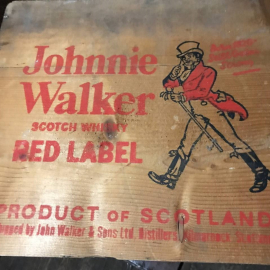 Johnnie
Walker
SCOTCH WHISKY
RED LABEL
PRODUCT OF SCOTLAND
by John Walker & Sons Ltd. Distillers,